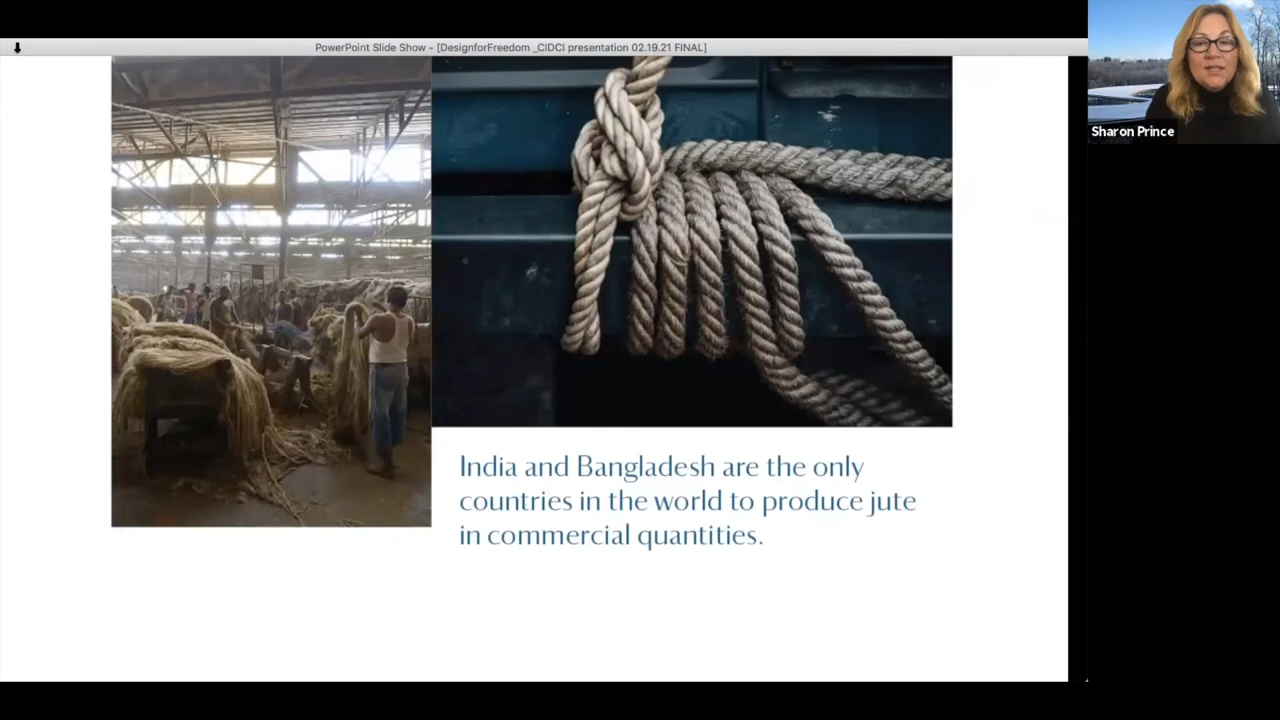 PowerPoint Slide Show - [DesignforFreedom _CIDCI presentation 02.19.21 FINAL]
Sharon Prince
India and Bangladesh are the only
countries in the world to produce jute
in commercial quantities.